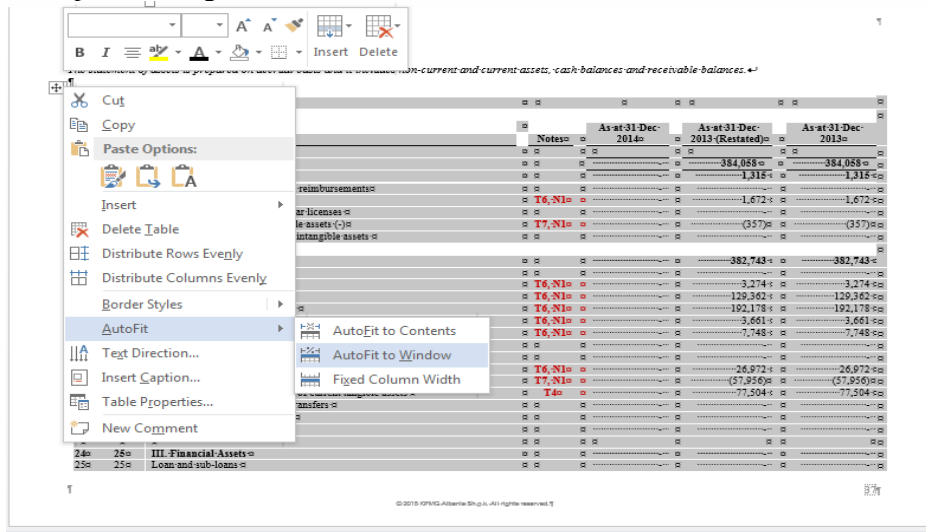 B I A Insert Delete
The statement of assets is prepared on accrual basis and it includes non-current and current assets, cash balances and receivable balances.
As at 31 Dec As at 31 Dec As at 31 Dec
Notes 2014 2013 (Restated) 2013
- 384,058 384,058
- 1,315 1,315
reimbursements - - -
T6, N1 - 1,672 1,672
ar licenses - - -
le assets (-) T7, N1 - (357) (357)
intangible assets - - -
- 382,743 382,743
- - -
T6, N1 - 3,274 3,274
T6, N1 - 129,362 129,362
T6, N1 - 192,178 192,178
T6, N1 - 3,661 3,661
T6, N1 - 7,748 7,748
- - -
- - -
T6, N1 - 26,972 26,972
T7, N1 - (57,956) (57,956)
T4 - 77,504 77,504
ransfers - - -
- - -
Cut
Copy
Paste Options:
Insert
Delete Table
Distribute Rows Evenly
Distribute Columns Evenly
Border Styles
AutoFit
Text Direction...
Insert Caption...
Table Properties...
New Comment
AutoFit to Contents
AutoFit to Window
Fixed Column Width
24 26 III. Financial Assets - - -
25 25 Loan and sub-loans - - -
© 2015 KPMG Albania Sh.p.k. All rights reserved.